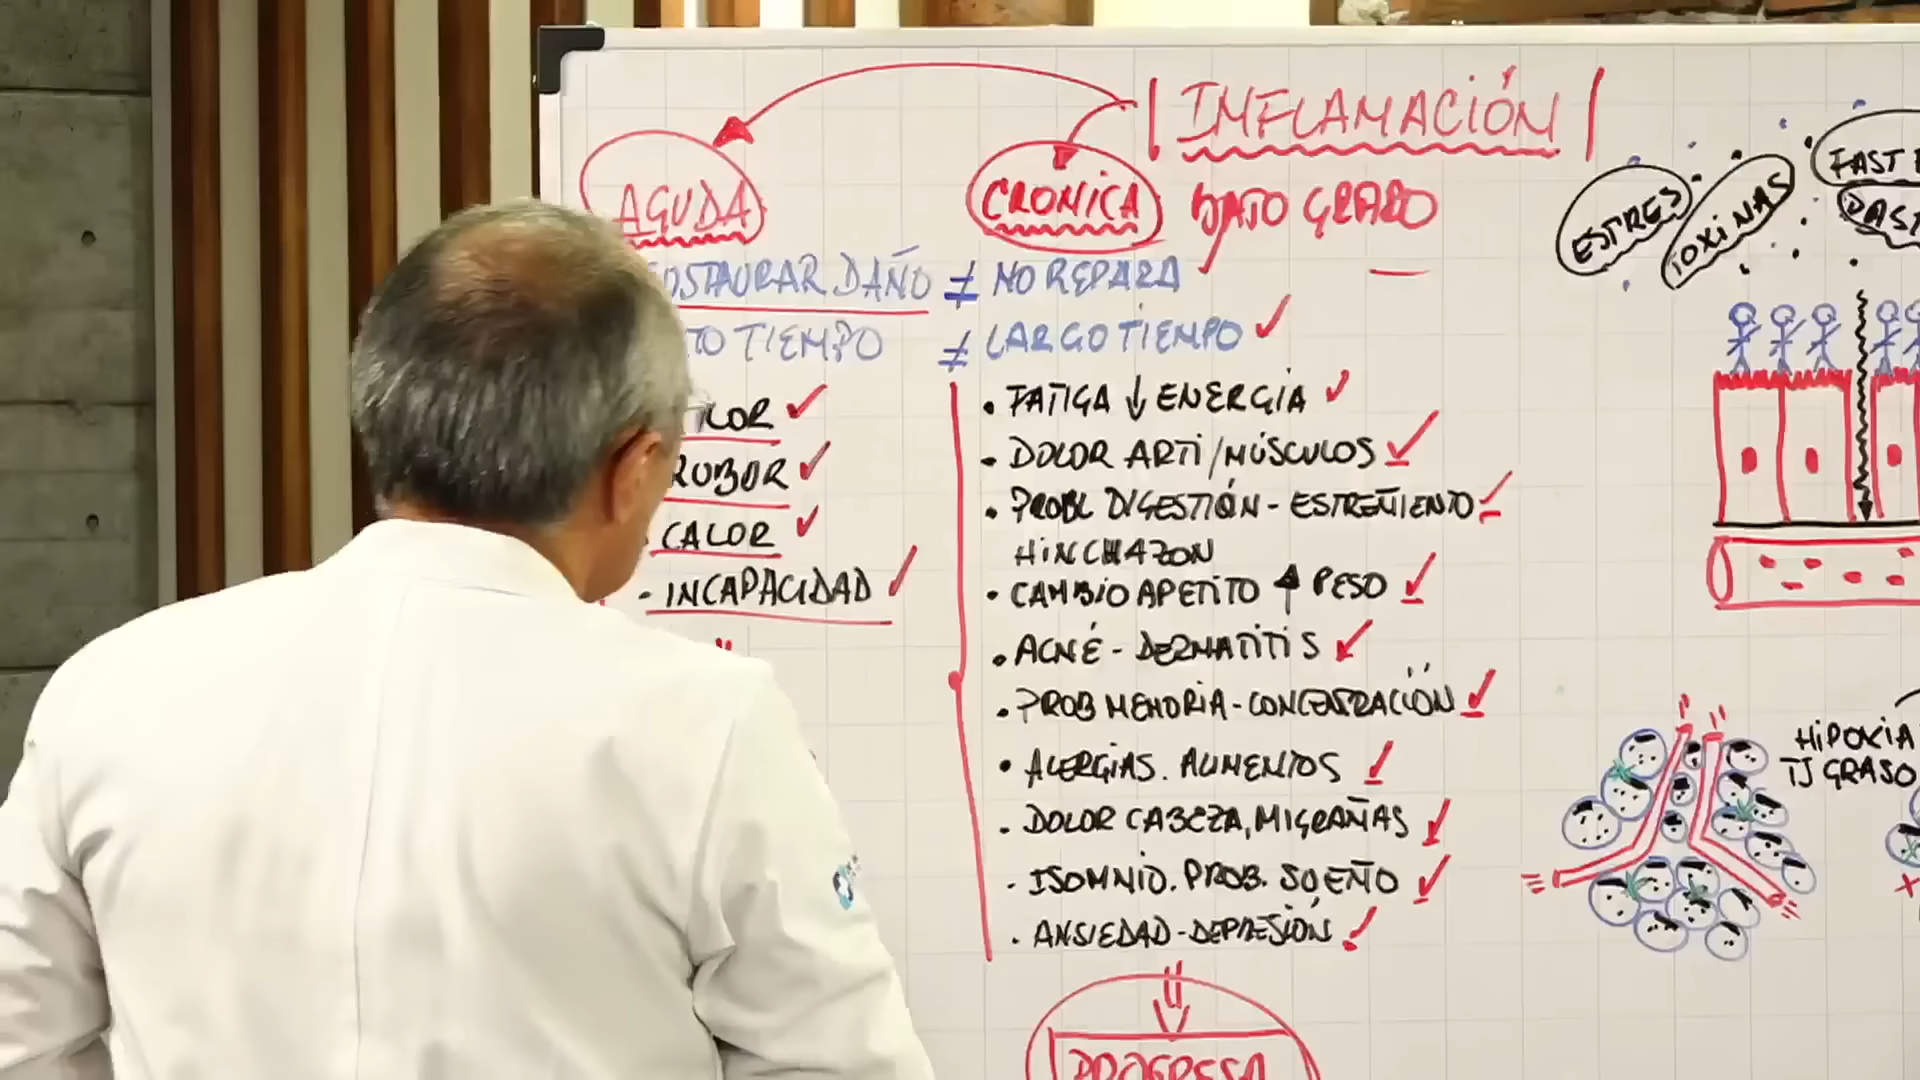 INFLAMACIÓN
AGUDA
CRONICA BAJO GRADO
DAÑO ≠ NO REPARA
TIEMPO ≠ LARGO TIEMPO
RUBOR
CALOR
- INCAPACIDAD
• FATIGA ↓ ENERGIA
- DOLOR ARTI/MÚSCULOS
• PROBL DIGESTIÓN - ESTREÑIENTO
HINCHAZON
• CAMBIO APETITO ↑ PESO
• ACNÉ - DERMATITIS
• PROB MEMORIA - CONCENTRACIÓN
• ALERGIAS. ALIMENTOS
• DOLOR CABEZA, MIGRAÑAS
- ISOMNIO. PROB. SUEÑO
• ANSIEDAD - DEPRESIÓN
PROGRESA
ESTRES
TOXINAS
FAST
HIPOXIA
TJ GRASO